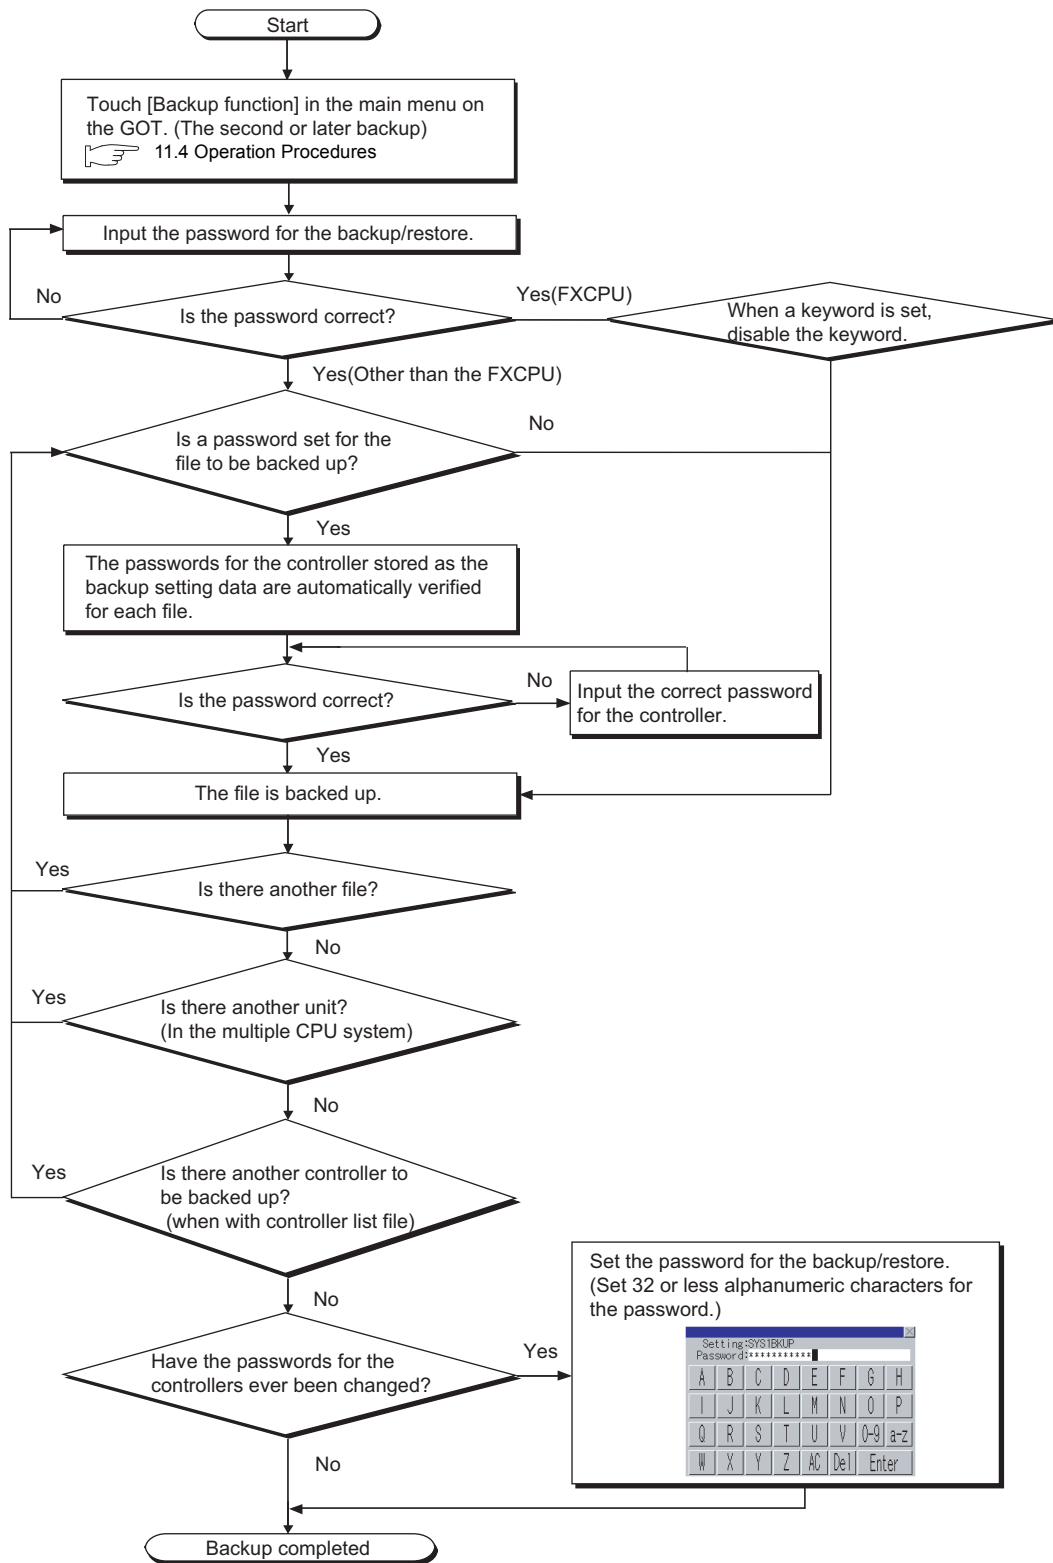 Start
Touch [Backup function] in the main menu on
the GOT. (The second or later backup)
11.4 Operation Procedures
Input the password for the backup/restore.
No
Is the password correct?
Yes(FXCPU)
When a keyword is set,
disable the keyword.
Yes(Other than the FXCPU)
Is a password set for the
file to be backed up?
No
Yes
The passwords for the controller stored as the
backup setting data are automatically verified
for each file.
Is the password correct?
No
Input the correct password
for the controller.
Yes
The file is backed up.
Yes
Is there another file?
No
Yes
Is there another unit?
(In the multiple CPU system)
No
Yes
Is there another controller to
be backed up?
(when with controller list file)
No
Have the passwords for the
controllers ever been changed?
Yes
Set the password for the backup/restore.
(Set 32 or less alphanumeric characters for
the password.)
Setting:SYS1BKUP
Password:***********
A B C D E F G H
I J K L M N O P
Q R S T U V 0-9 a-z
W X Y Z AC Del Enter
No
Backup completed